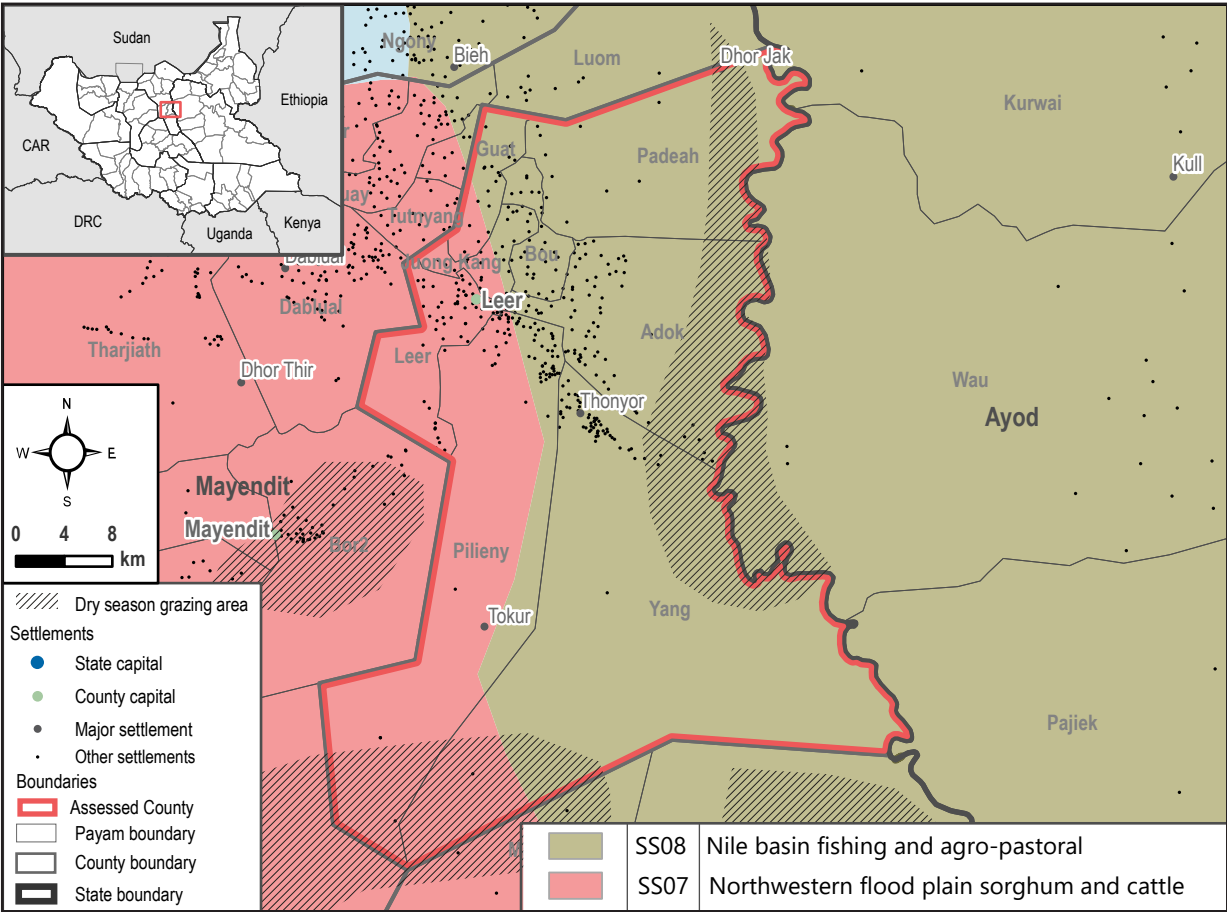 Sudan
Ethiopia
CAR
DRC
Uganda
Kenya
Ngony
Bieh
Luom
Dhor Jak
Kurwai
Kull
Guat
Padeah
Tutnyang
Juong Kang
Bou
Dablual
Leer
Dablual
Adok
Tharjiath
Leer
Dhor Thir
Wau
Thonyor
Ayod
N
W
E
S
Mayendit
Mayendit
Bor2
Pilieny
0 4 8
km
Yang
Tokur
Pajiek
Dry season grazing area
Settlements
State capital
County capital
Major settlement
Other settlements
Boundaries
Assessed County
Payam boundary
County boundary
State boundary
SS08 Nile basin fishing and agro-pastoral
SS07 Northwestern flood plain sorghum and cattle